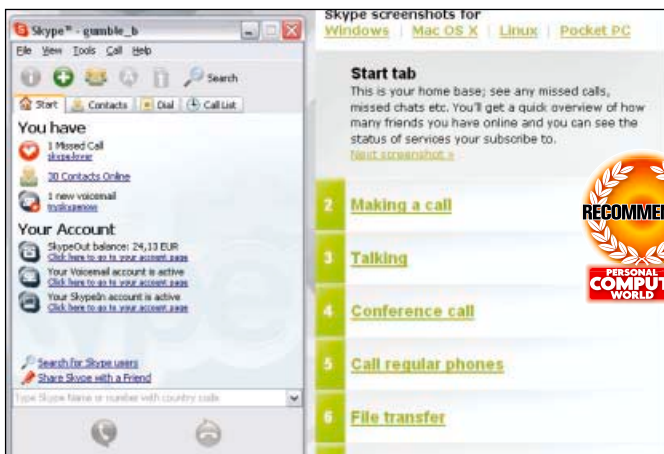 Skype™ - gumble_b
File View Tools Call Help
Search
Start Contacts Dial Call List
You have
1 Missed Call
skype-lover
30 Contacts Online
1 new voicemail
tryskypenow
Your Account
SkypeOut balance: 24,13 EUR
Click here to go to your account page
Your Voicemail account is active
Click here to go to your account page
Your SkypeIn account is active
Click here to go to your account page
Search for Skype users
Share Skype with a Friend
Type Skype Name or number with country code
Skype screenshots for
Windows | Mac OS X | Linux | Pocket PC
Start tab
This is your home base; see any missed calls,
missed chats etc. You'll get a quick overview of how
many friends you have online and you can see the
status of services your subscribe to.
Next screenshot »
2 Making a call
3 Talking
4 Conference call
5 Call regular phones
6 File transfer
RECOMME
PERSONAL
COMPUT
WORLD